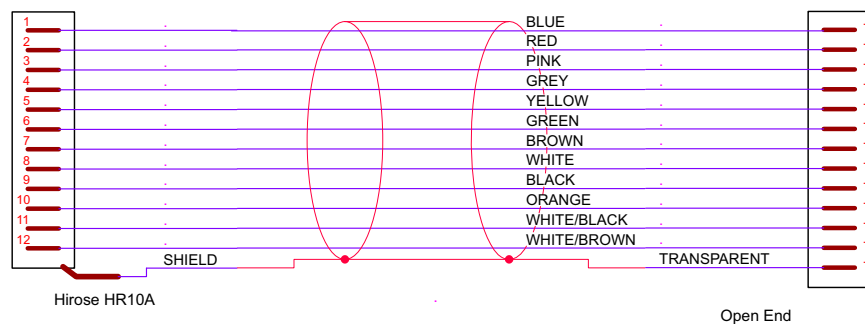 1 BLUE
2 RED
3 PINK
4 GREY
5 YELLOW
6 GREEN
7 BROWN
8 WHITE
9 BLACK
10 ORANGE
11 WHITE/BLACK
12 WHITE/BROWN
SHIELD TRANSPARENT
Hirose HR10A
Open End